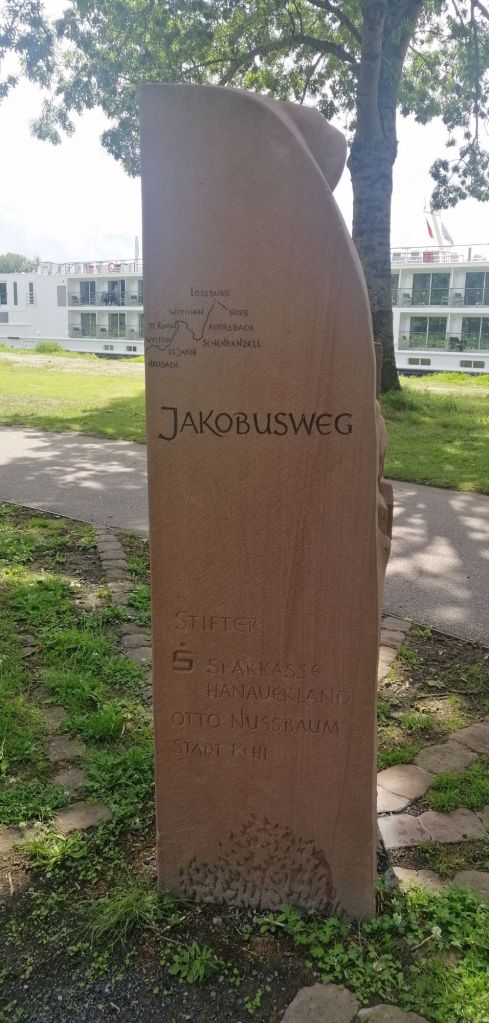 LOSSBURG
WITTICHEN HORB
ST. ROMAN ALPIRSBACH
WOLFACH SCHENKENZELL
ST. JAKOB
HAUSACH
JAKOBUSWEG
STIFTER
SPARKASSE
HANAUERLAND
OTTO NUSSBAUM
STADT KEHL